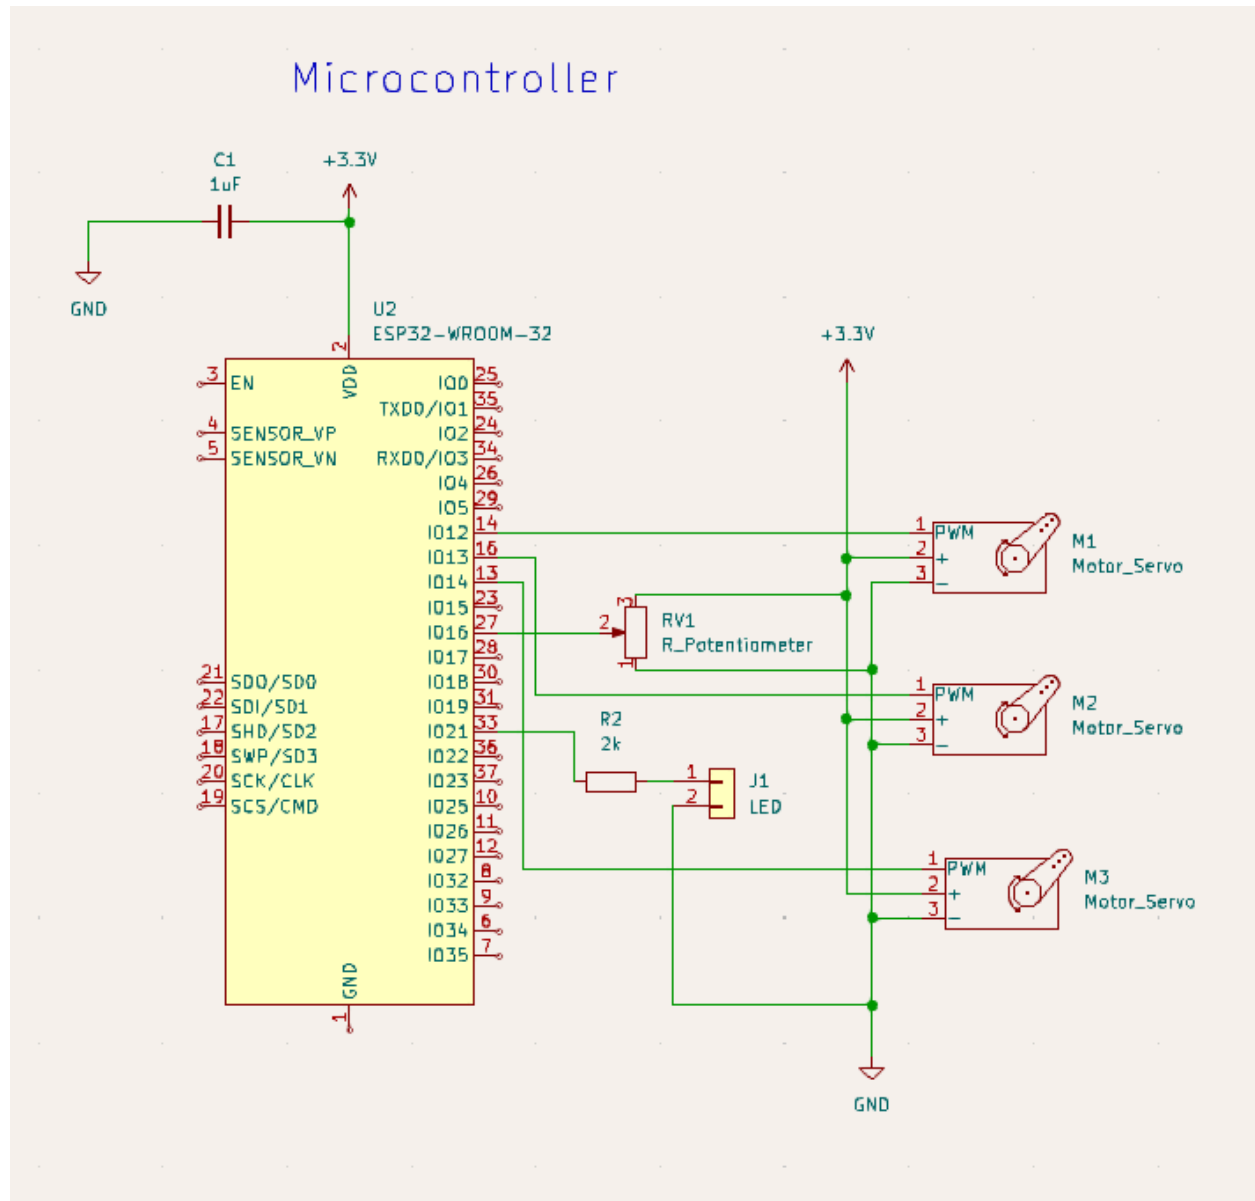 Microcontroller
C1
1uF
+3.3V
GND
U2
ESP32-WROOM-32
2
VDD
3 EN
4 SENSOR_VP
5 SENSOR_VN
21 SDO/SD0
22 SDI/SD1
17 SHD/SD2
18 SWP/SD3
20 SCK/CLK
19 SCS/CMD
IO0 25
TXD0/IO1 35
IO2 24
RXD0/IO3 34
IO4 26
IO5 29
IO12 14
IO13 16
IO14 13
IO15 23
IO16 27
IO17 28
IO18 30
IO19 31
IO21 33
IO22 36
IO23 37
IO25 10
IO26 11
IO27 12
IO32 8
IO33 9
IO34 6
IO35 7
GND
1
+3.3V
3
2
1
RV1
R_Potentiometer
R2
2k
1
2
J1
LED
1 PWM
2 +
3 -
M1
Motor_Servo
1 PWM
2 +
3 -
M2
Motor_Servo
1 PWM
2 +
3 -
M3
Motor_Servo
GND